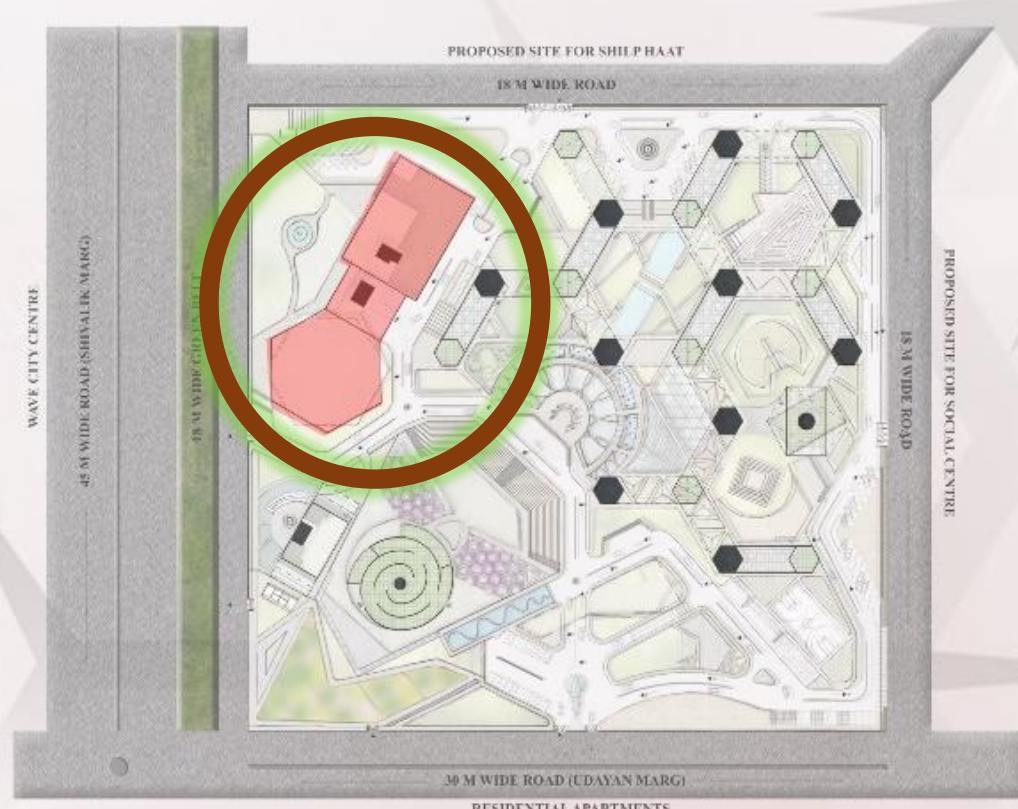 PROPOSED SITE FOR SHILP HAAT
18 M WIDE ROAD
WAVE CITY CENTRE
45 M WIDE ROAD (SHIVALIK MARG)
18 M WIDE GREEN BELT
18 M WIDE ROAD
PROPOSED SITE FOR SOCIAL CENTRE
30 M WIDE ROAD (UDAYAN MARG)
RESIDENTIAL APARTMENTS